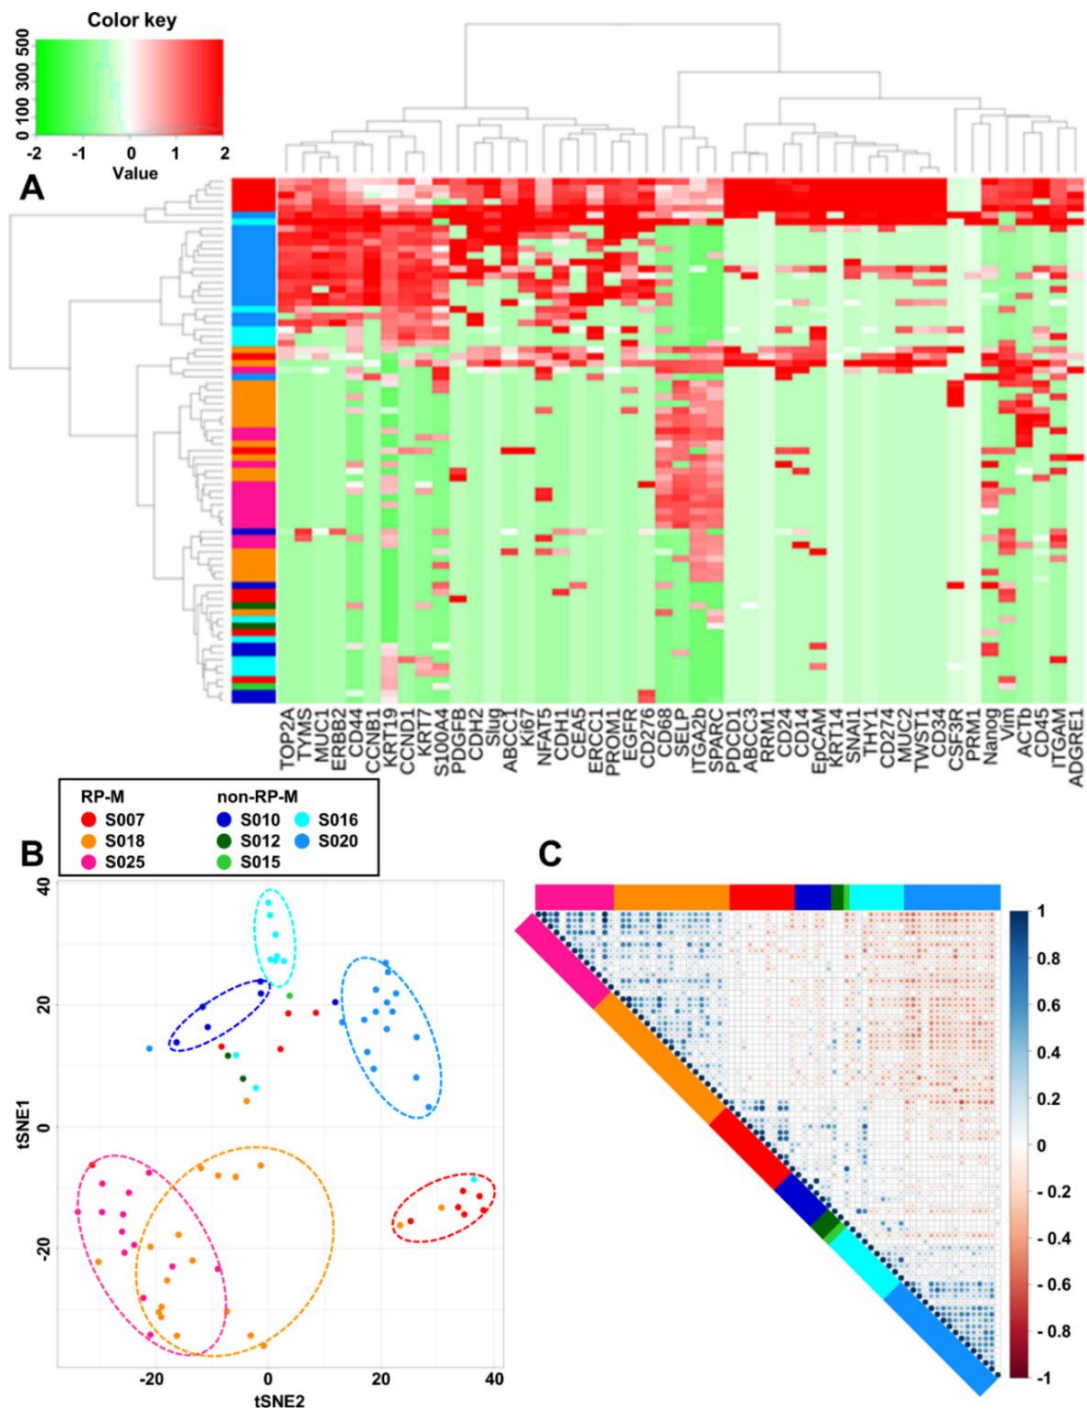 Color key
0 100 300 500
-2 -1 0 1 2
Value
A
TOP2A
TYMS
MUC1
ERBB2
CD44
CCNB1
KRT19
CCND1
KRT7
S100A4
PDGFB
CDH2
Slug
ABCC1
Ki67
NFAT5
CDH1
CEA5
ERCC1
PROM1
EGFR
CD276
CD68
SELP
ITGA2b
SPARC
PDCD1
ABCC3
RRM1
CD24
CD14
EpCAM
KRT14
SNAI1
THY1
CD274
MUC2
TWST1
CD34
CSF3R
PRM1
Nanog
Vim
ACTb
CD45
ITGAM
ADGRE1
RP-M non-RP-M
S007 S010 S016
S018 S012 S020
S025 S015
B
40
20
0
-20
tSNE1
-20 0 20 40
tSNE2
C
1
0.8
0.6
0.4
0.2
0
- 0.2
- 0.4
- 0.6
- 0.8
-1